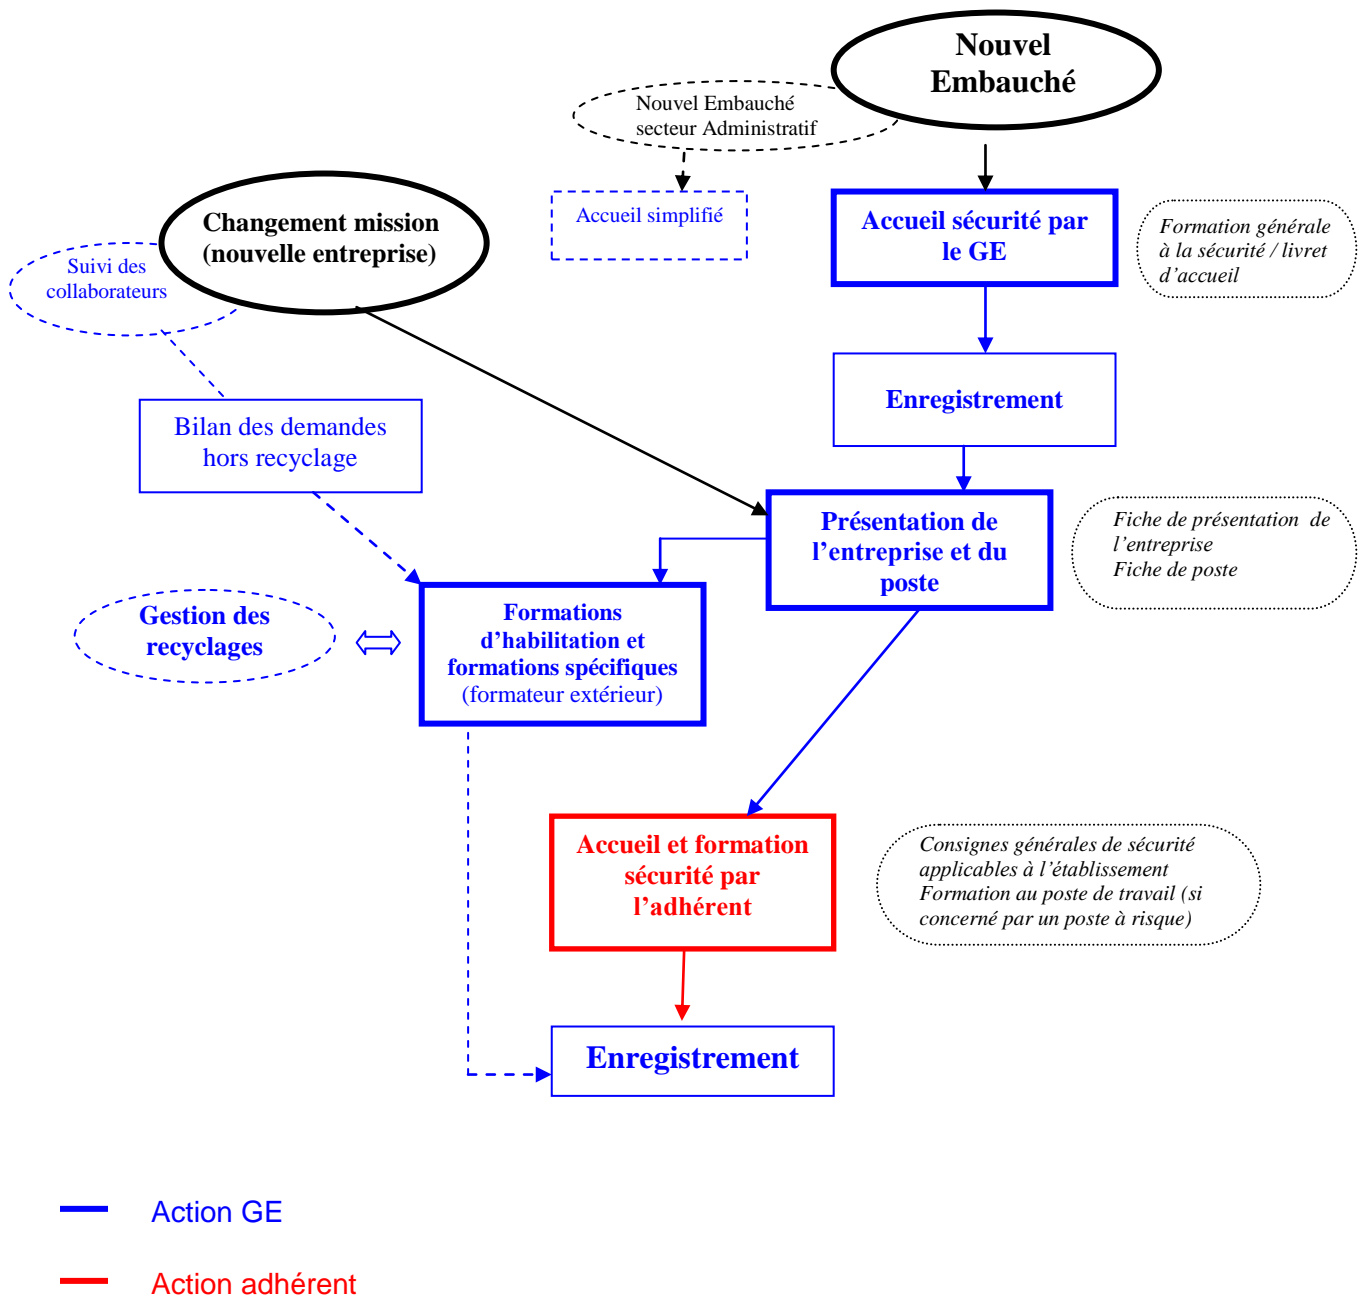 Nouvel
Embauché
Nouvel Embauché
secteur Administratif
Accueil simplifié
Accueil sécurité par
le GE
Formation générale
à la sécurité / livret
d’accueil
Changement mission
(nouvelle entreprise)
Suivi des
collaborateurs
Enregistrement
Bilan des demandes
hors recyclage
Présentation de
l’entreprise et du
poste
Fiche de présentation de
l’entreprise
Fiche de poste
Gestion des
recyclages
Formations
d’habilitation et
formations spécifiques
(formateur extérieur)
Accueil et formation
sécurité par
l’adhérent
Consignes générales de sécurité
applicables à l’établissement
Formation au poste de travail (si
concerné par un poste à risque)
Enregistrement
Action GE
Action adhérent